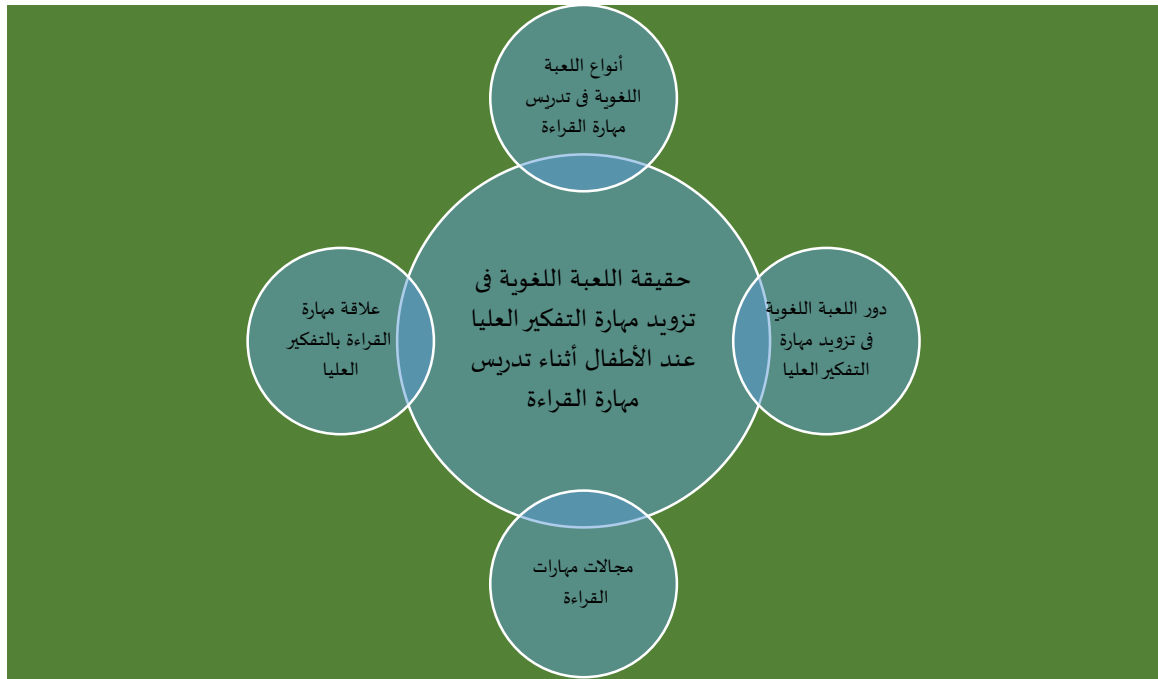 أنواع اللعبة
اللغوية فى تدريس
مهارة القراءة
حقيقة اللعبة اللغوية فى
تزويد مهارة التفكير العليا
عند الأطفال أثناء تدريس
مهارة القراءة
دور اللعبة اللغوية
فى تزويد مهارة
التفكير العليا
علاقة مهارة
القراءة بالتفكير
العليا
مجالات مهارات
القراءة